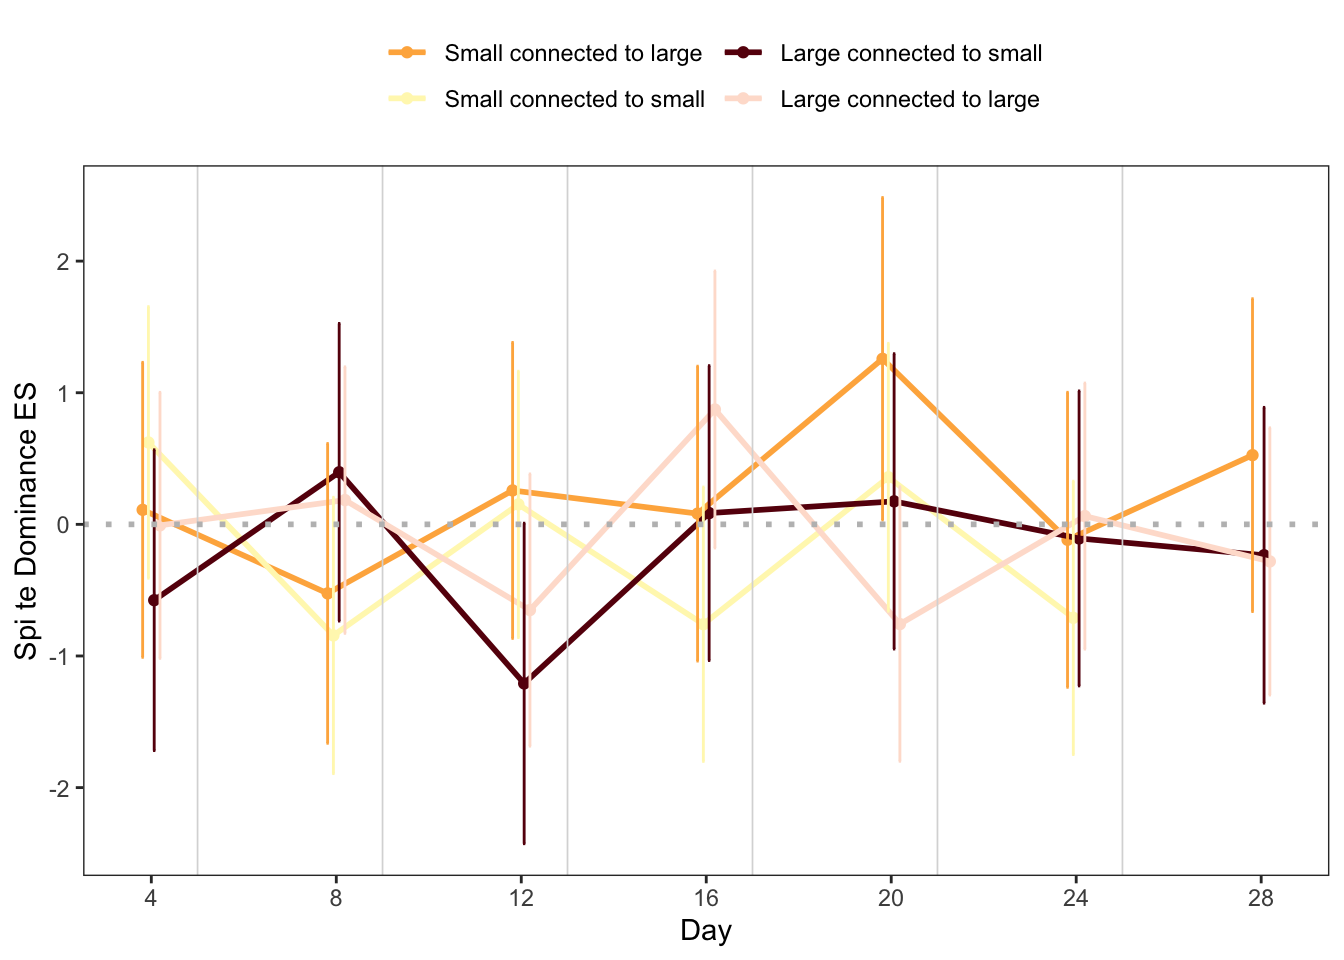 Small connected to large
Large connected to small
Small connected to small
Large connected to large
Spi te Dominance ES
2
1
0
-1
-2
4
8
12
16
20
24
28
Day